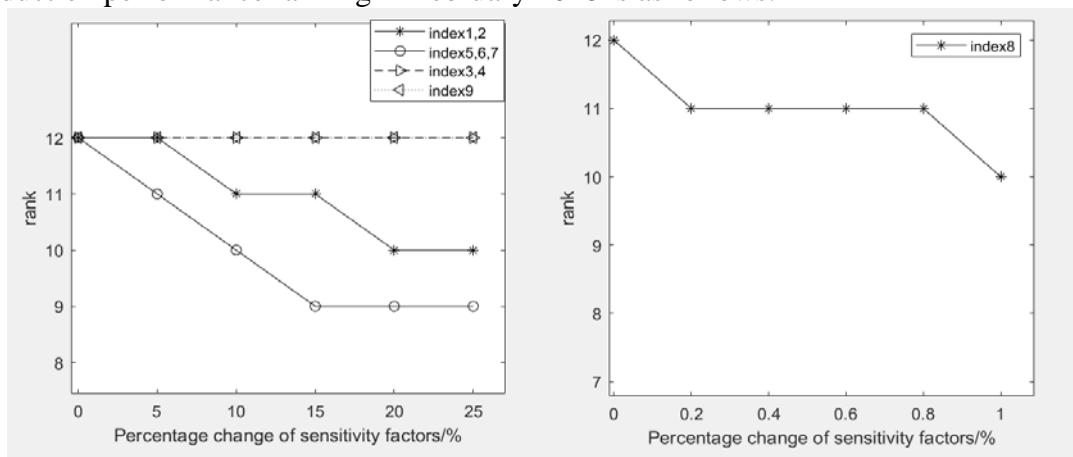 index1,2
index5,6,7
index3,4
index9
12
11
10
9
8
rank
0 5 10 15 20 25
Percentage change of sensitivity factors/%
index8
12
11
10
9
8
7
rank
0 0.2 0.4 0.6 0.8 1
Percentage change of sensitivity factors/%